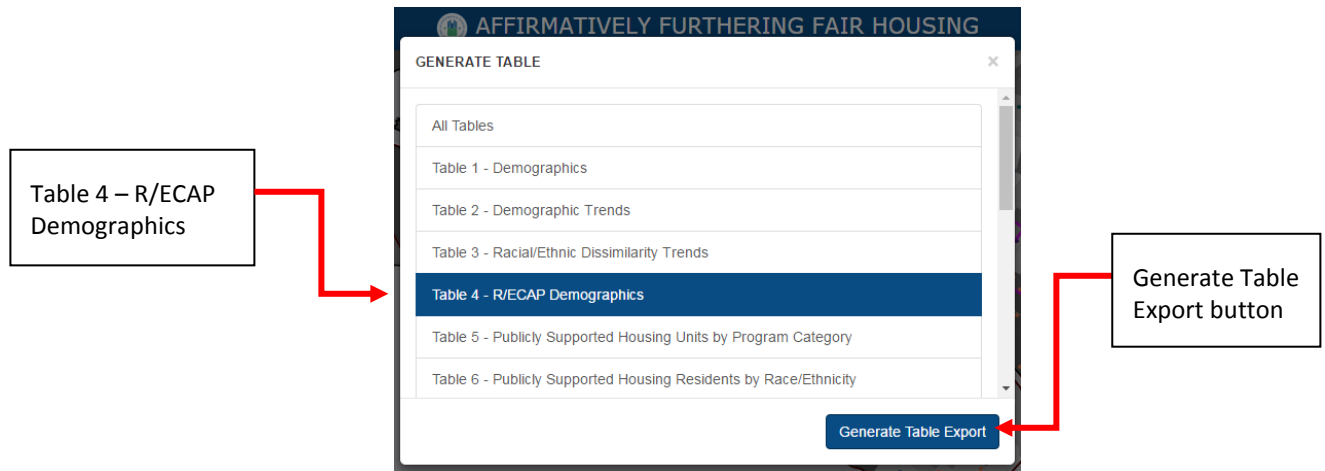 AFFIRMATIVELY FURTHERING FAIR HOUSING
GENERATE TABLE
×
All Tables
Table 1 - Demographics
Table 2 - Demographic Trends
Table 3 - Racial/Ethnic Dissimilarity Trends
Table 4 - R/ECAP Demographics
Table 5 - Publicly Supported Housing Units by Program Category
Table 6 - Publicly Supported Housing Residents by Race/Ethnicity
Generate Table Export
Table 4 – R/ECAP
Demographics
Generate Table
Export button